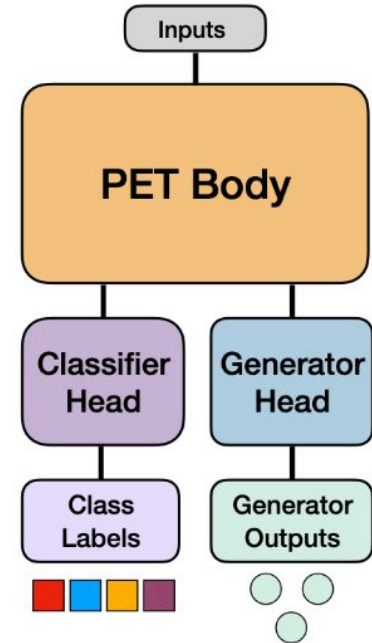 Inputs
PET Body
Classifier
Head
Generator
Head
Class
Labels
Generator
Outputs